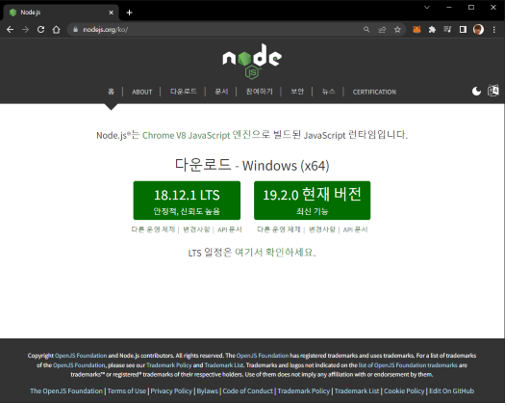 Node.js
nodejs.org/ko/
node
JS
홈 | ABOUT | 다운로드 | 문서 | 참여하기 | 보안 | 뉴스 | CERTIFICATION
Node.js®는 Chrome V8 JavaScript 엔진으로 빌드된 JavaScript 런타임입니다.
다운로드 - Windows (x64)
18.12.1 LTS
안정적, 신뢰도 높음
19.2.0 현재 버전
최신 기능
다른 운영 체제 | 변경사항 | API 문서
다른 운영 체제 | 변경사항 | API 문서
LTS 일정은 여기서 확인하세요.
Copyright OpenJS Foundation and Node.js contributors. All rights reserved. The OpenJS Foundation has registered trademarks and uses trademarks. For a list of trademarks
of the OpenJS Foundation, please see our Trademark Policy and Trademark List. Trademarks and logos not indicated on the list of OpenJS Foundation trademarks are
trademarks™ or registered® trademarks of their respective holders. Use of them does not imply any affiliation with or endorsement by them.
The OpenJS Foundation | Terms of Use | Privacy Policy | Bylaws | Code of Conduct | Trademark Policy | Trademark List | Cookie Policy | Edit On GitHub